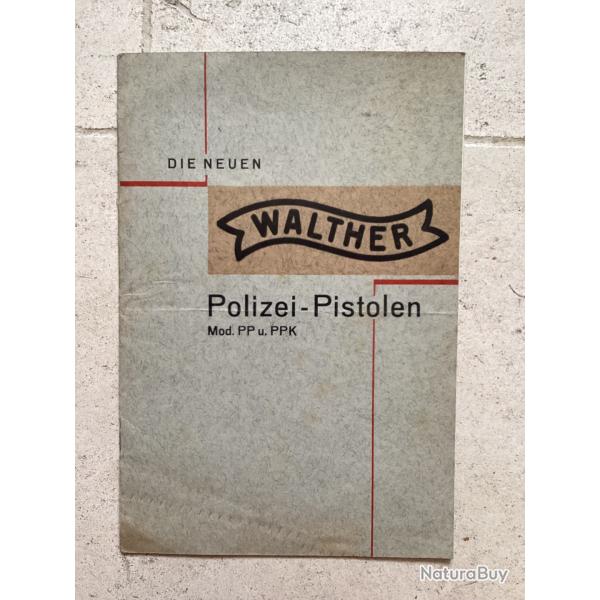 DIE NEUEN
WALTHER
Polizei-Pistolen
Mod. PP u. PPK
NaturaBuy